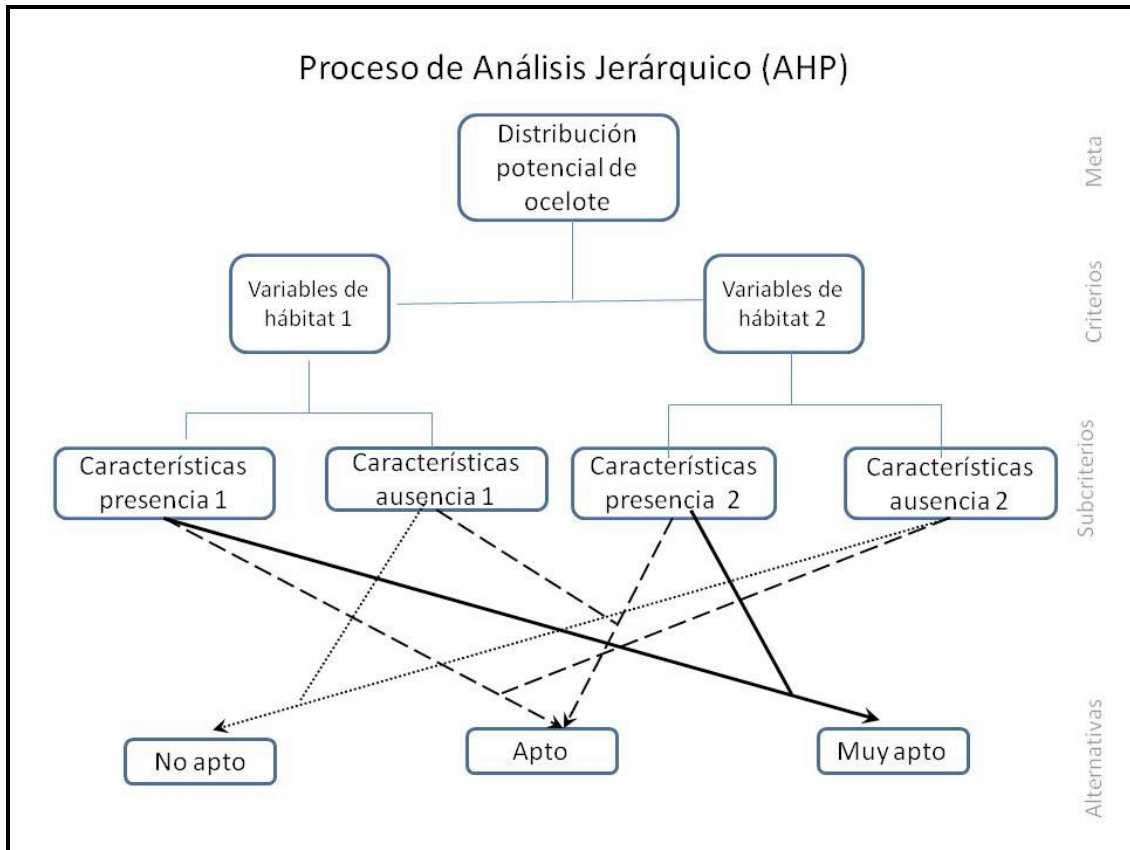 Proceso de Análisis Jerárquico (AHP)
Distribución
potencial de
ocelote
Meta
Variables de
hábitat 1
Variables de
hábitat 2
Criterios
Características
presencia 1
Características
ausencia 1
Características
presencia 2
Características
ausencia 2
Subcriterios
No apto
Apto
Muy apto
Alternativas